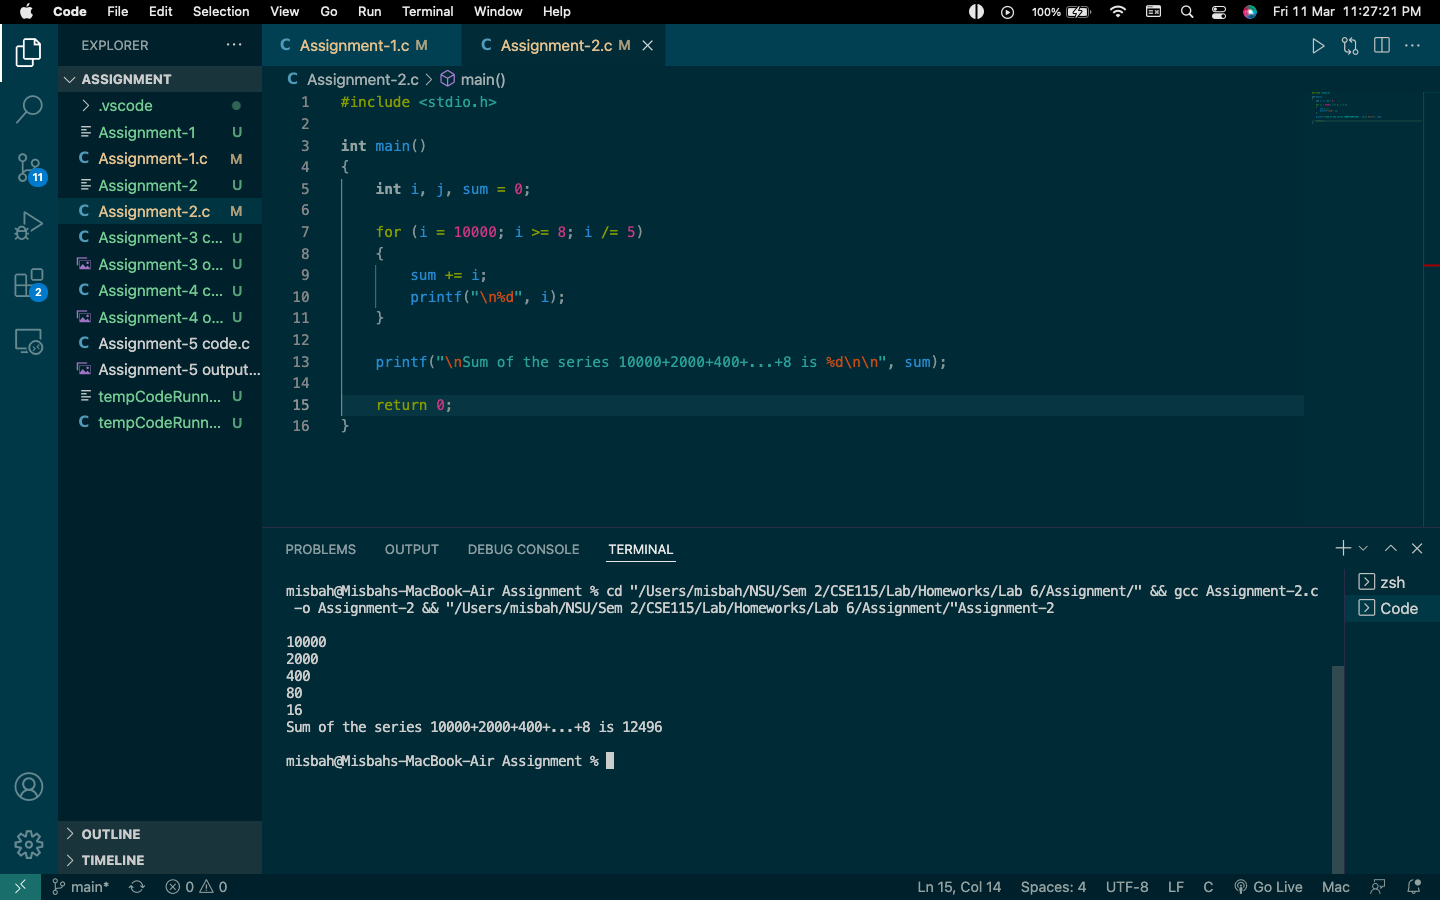 Code File Edit Selection View Go Run Terminal Window Help 100% Fri 11 Mar 11:27:21 PM
EXPLORER
ASSIGNMENT
.vscode
Assignment-1 U
Assignment-1.c M
Assignment-2 U
Assignment-2.c M
Assignment-3 c... U
Assignment-3 o... U
Assignment-4 c... U
Assignment-4 o... U
Assignment-5 code.c
Assignment-5 output...
tempCodeRunn... U
tempCodeRunn... U
OUTLINE
TIMELINE
11
2
C Assignment-1.c M C Assignment-2.c M
C Assignment-2.c > main()
1 #include <stdio.h>
2
3 int main()
4 {
5     int i, j, sum = 0;
6
7     for (i = 10000; i >= 8; i /= 5)
8     {
9         sum += i;
10         printf("\n%d", i);
11     }
12
13     printf("\nSum of the series 10000+2000+400+...+8 is %d\n\n", sum);
14
15     return 0;
16 }
PROBLEMS OUTPUT DEBUG CONSOLE TERMINAL
misbah@Misbahs-MacBook-Air Assignment % cd "/Users/misbah/NSU/Sem 2/CSE115/Lab/Homeworks/Lab 6/Assignment/" && gcc Assignment-2.c
-o Assignment-2 && "/Users/misbah/NSU/Sem 2/CSE115/Lab/Homeworks/Lab 6/Assignment/"Assignment-2
10000
2000
400
80
16
Sum of the series 10000+2000+400+...+8 is 12496
misbah@Misbahs-MacBook-Air Assignment %
zsh
Code
main* 0 0 Ln 15, Col 14 Spaces: 4 UTF-8 LF C Go Live Mac